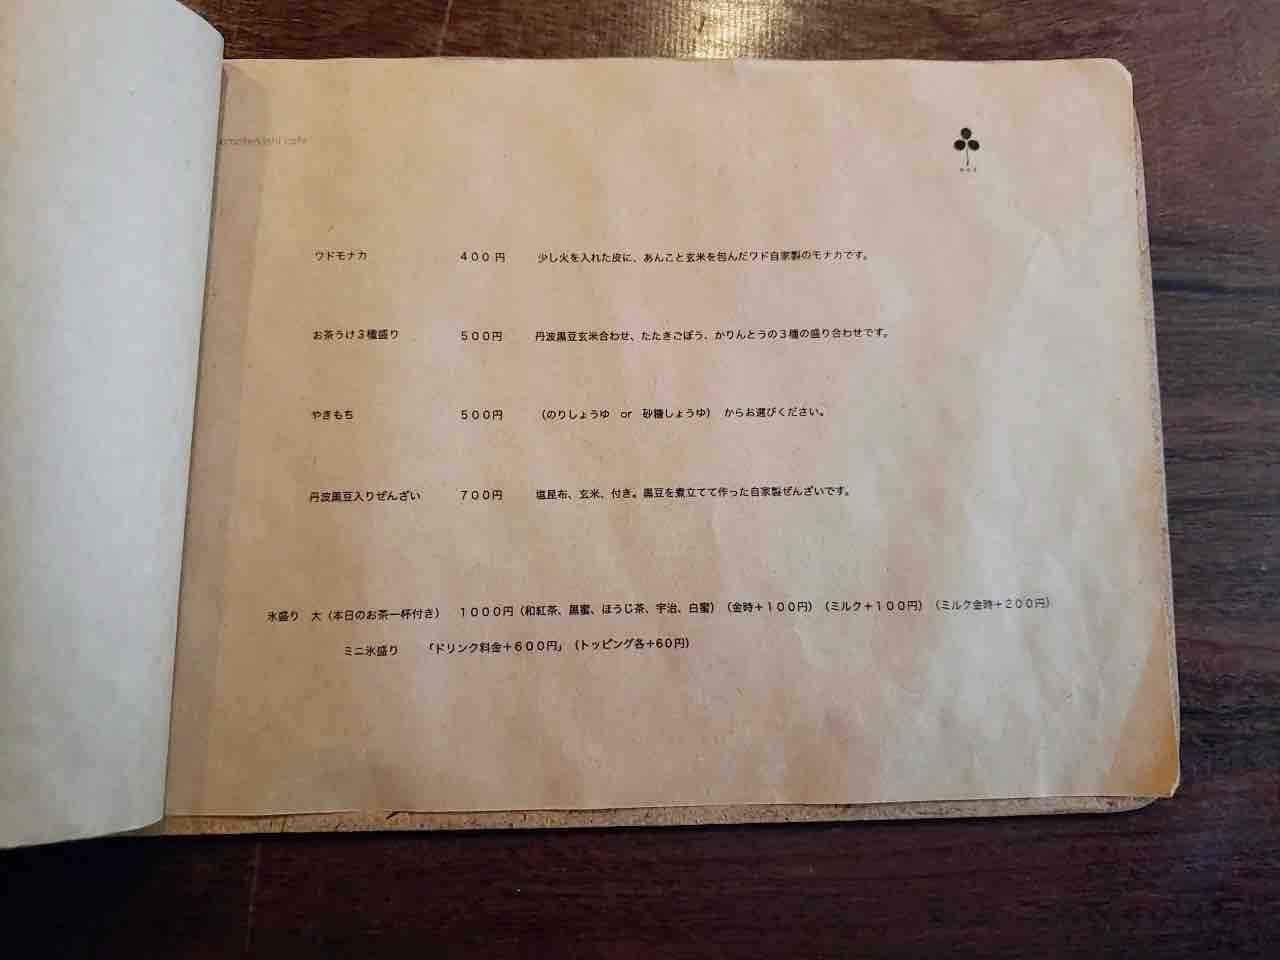 omotenashi cafe
ワドモナカ　４００円　少し火を入れた皮に、あんこと玄米を包んだワド自家製のモナカです。
お茶うけ３種盛り　５００円　丹波黒豆玄米合わせ、たたきごぼう、かりんとうの３種の盛り合わせです。
やきもち　５００円　（のりしょうゆ　or　砂糖しょうゆ）　からお選びください。
丹波黒豆入りぜんざい　７００円　塩昆布、玄米、付き。黒豆を煮立てて作った自家製ぜんざいです。
氷盛り　大（本日のお茶一杯付き）　１０００円（和紅茶、黒蜜、ほうじ茶、宇治、白蜜）（金時＋１００円）（ミルク＋１００円）（ミルク金時＋２００円）
ミニ氷盛り　「ドリンク料金＋６００円」（トッピング各＋60円）